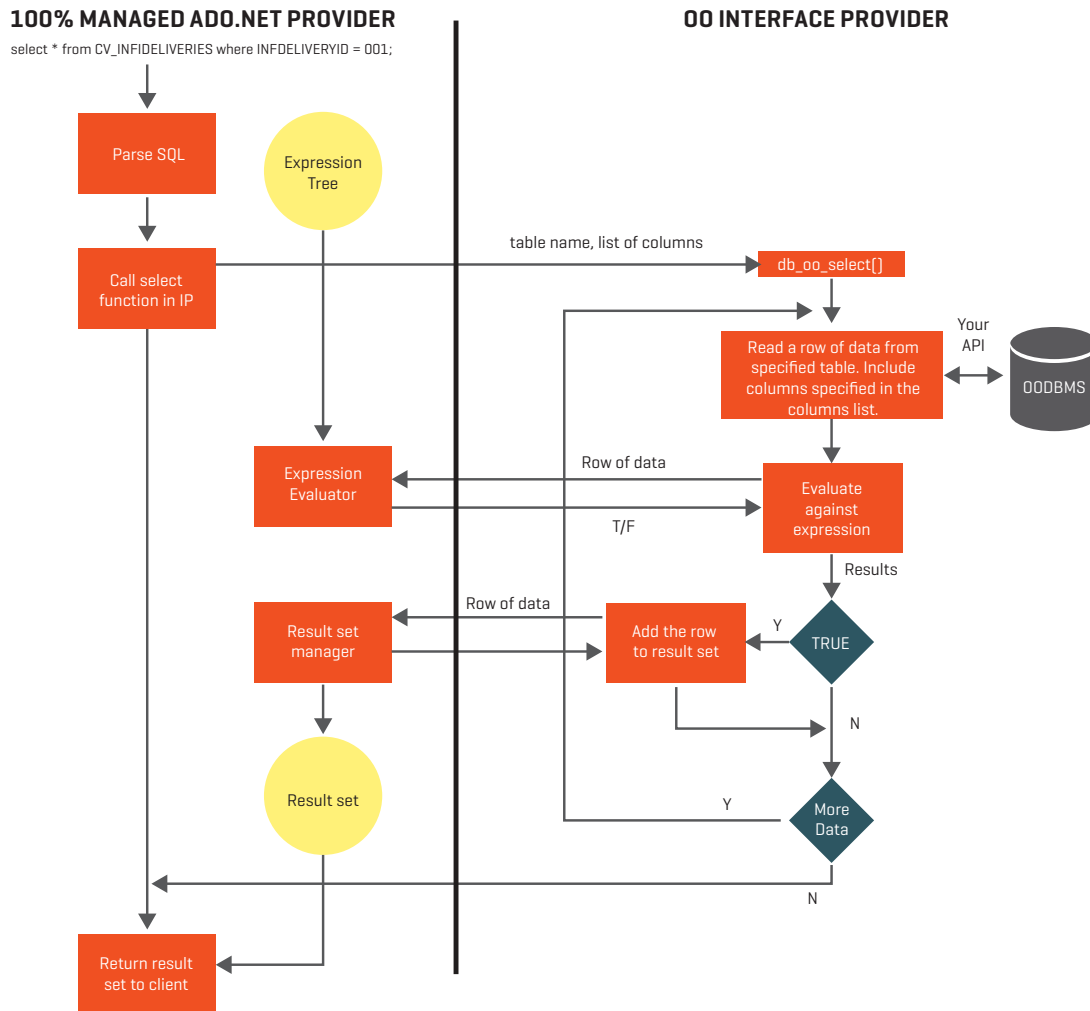 100% MANAGED ADO.NET PROVIDER
select * from CV_INFIDELIVERIES where INFDELIVERYID = 001;
Parse SQL
Expression
Tree
Call select
function in IP
Expression
Evaluator
Result set
manager
Result set
Return result
set to client
OO INTERFACE PROVIDER
table name, list of columns
db_oo_select()
Read a row of data from
specified table. Include
columns specified in the
columns list.
Your
API
OODBMS
Row of data
T/F
Evaluate
against
expression
Results
Row of data
Add the row
to result set
Y
TRUE
N
Y
More
Data
N